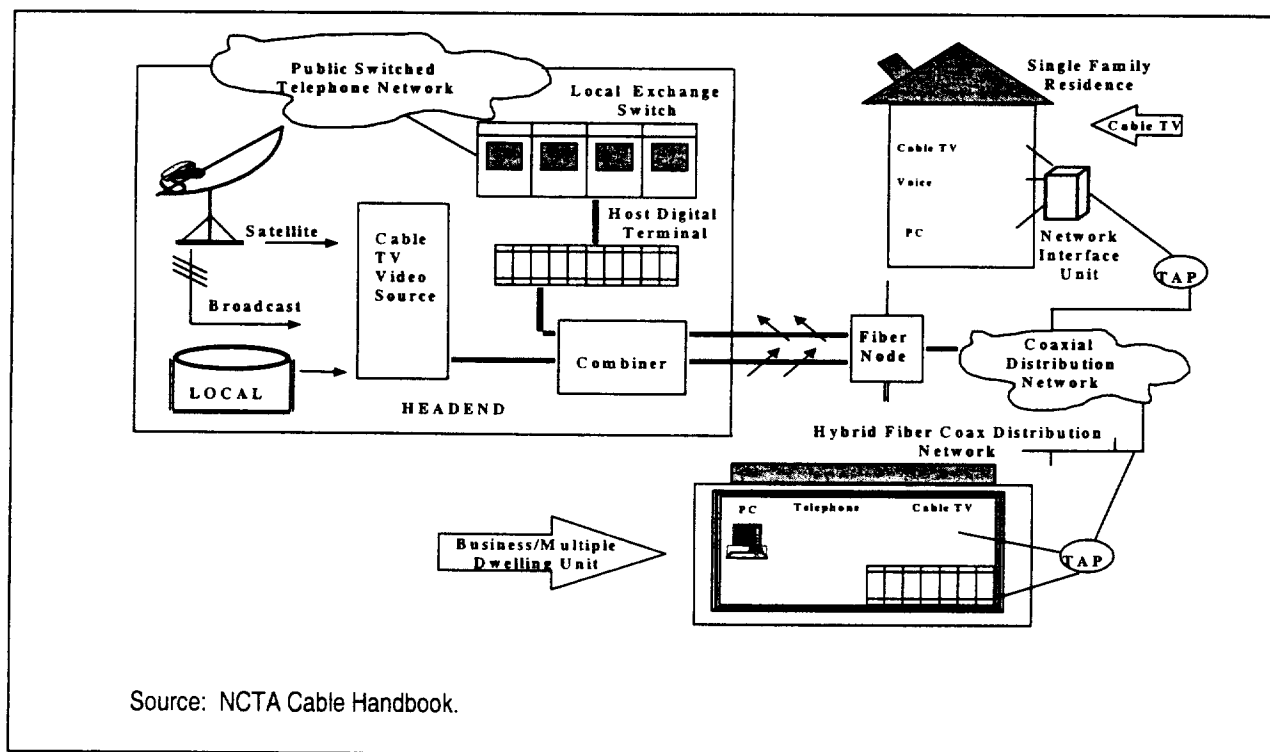 Public Switched
Telephone Network
Local Exchange
Switch
Single Family
Residence
Cable TV
Cable TV
Voice
PC
Network
Interface
Unit
TAP
Satellite
Broadcast
LOCAL
Cable
TV
Video
Source
Host Digital
Terminal
Combiner
HEADEND
Fiber
Node
Coaxial
Distribution
Network
Hybrid Fiber Coax Distribution
Network
Business/Multiple
Dwelling Unit
PC
Telephone
Cable TV
TAP
Source: NCTA Cable Handbook.